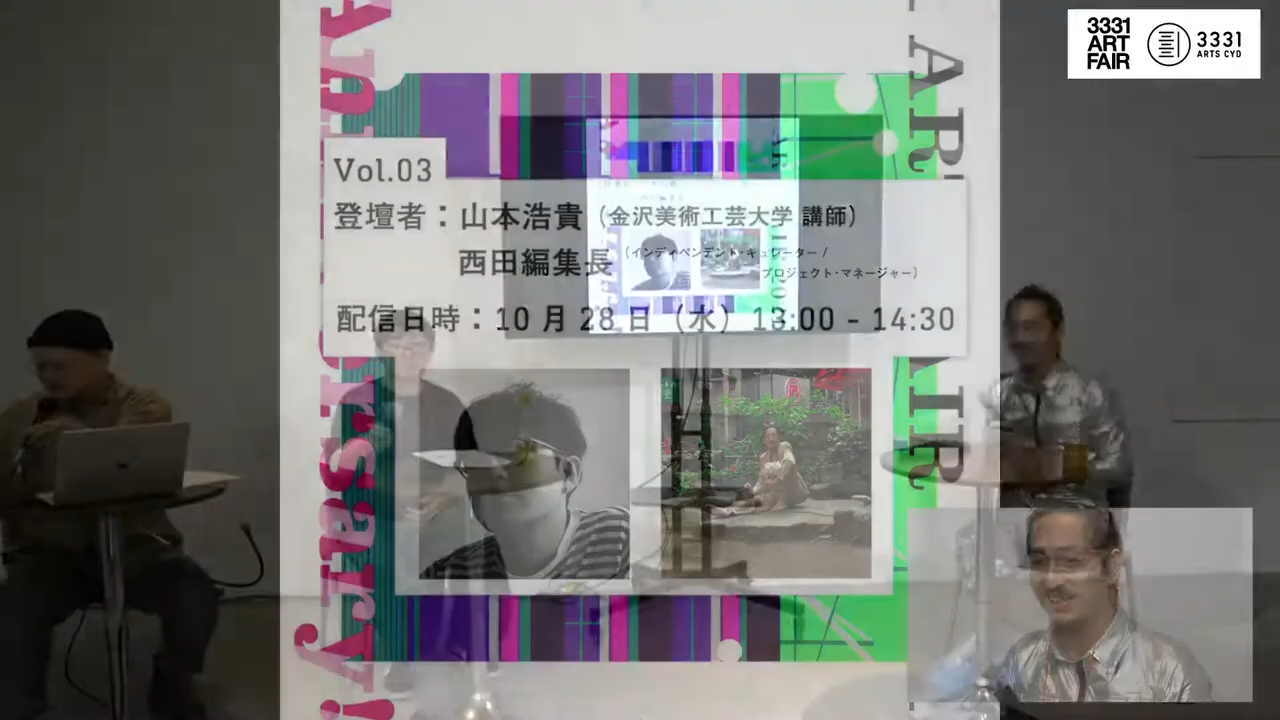 3331
ART
FAIR
3331
ARTS CYD
Vol.03
登壇者：山本浩貴（金沢美術工芸大学 講師）
西田編集長（インディペンデント・キュレーター /
プロジェクト・マネージャー）
配信日時：10 月 28 日（水）13:00 - 14:30